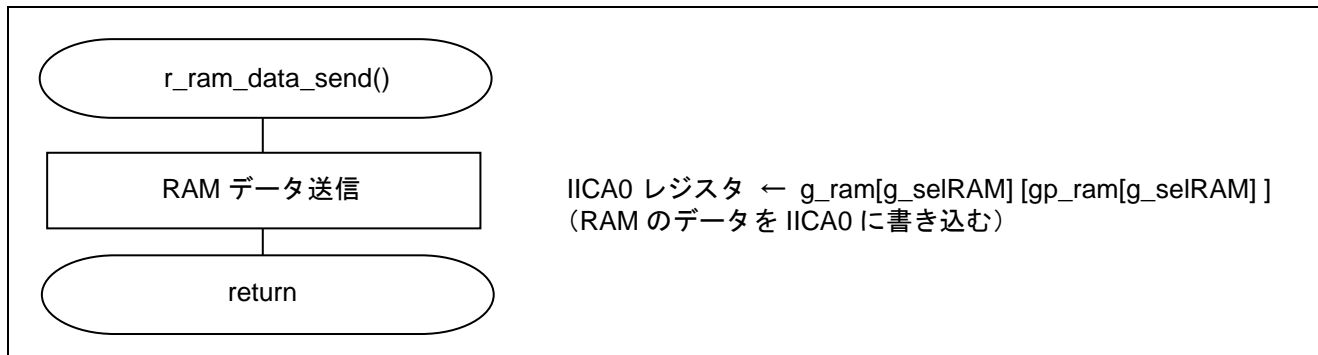 r_ram_data_send()
RAM データ送信
IICA0 レジスタ ← g_ram[g_selRAM] [gp_ram[g_selRAM] ]
（RAM のデータを IICA0 に書き込む）
return